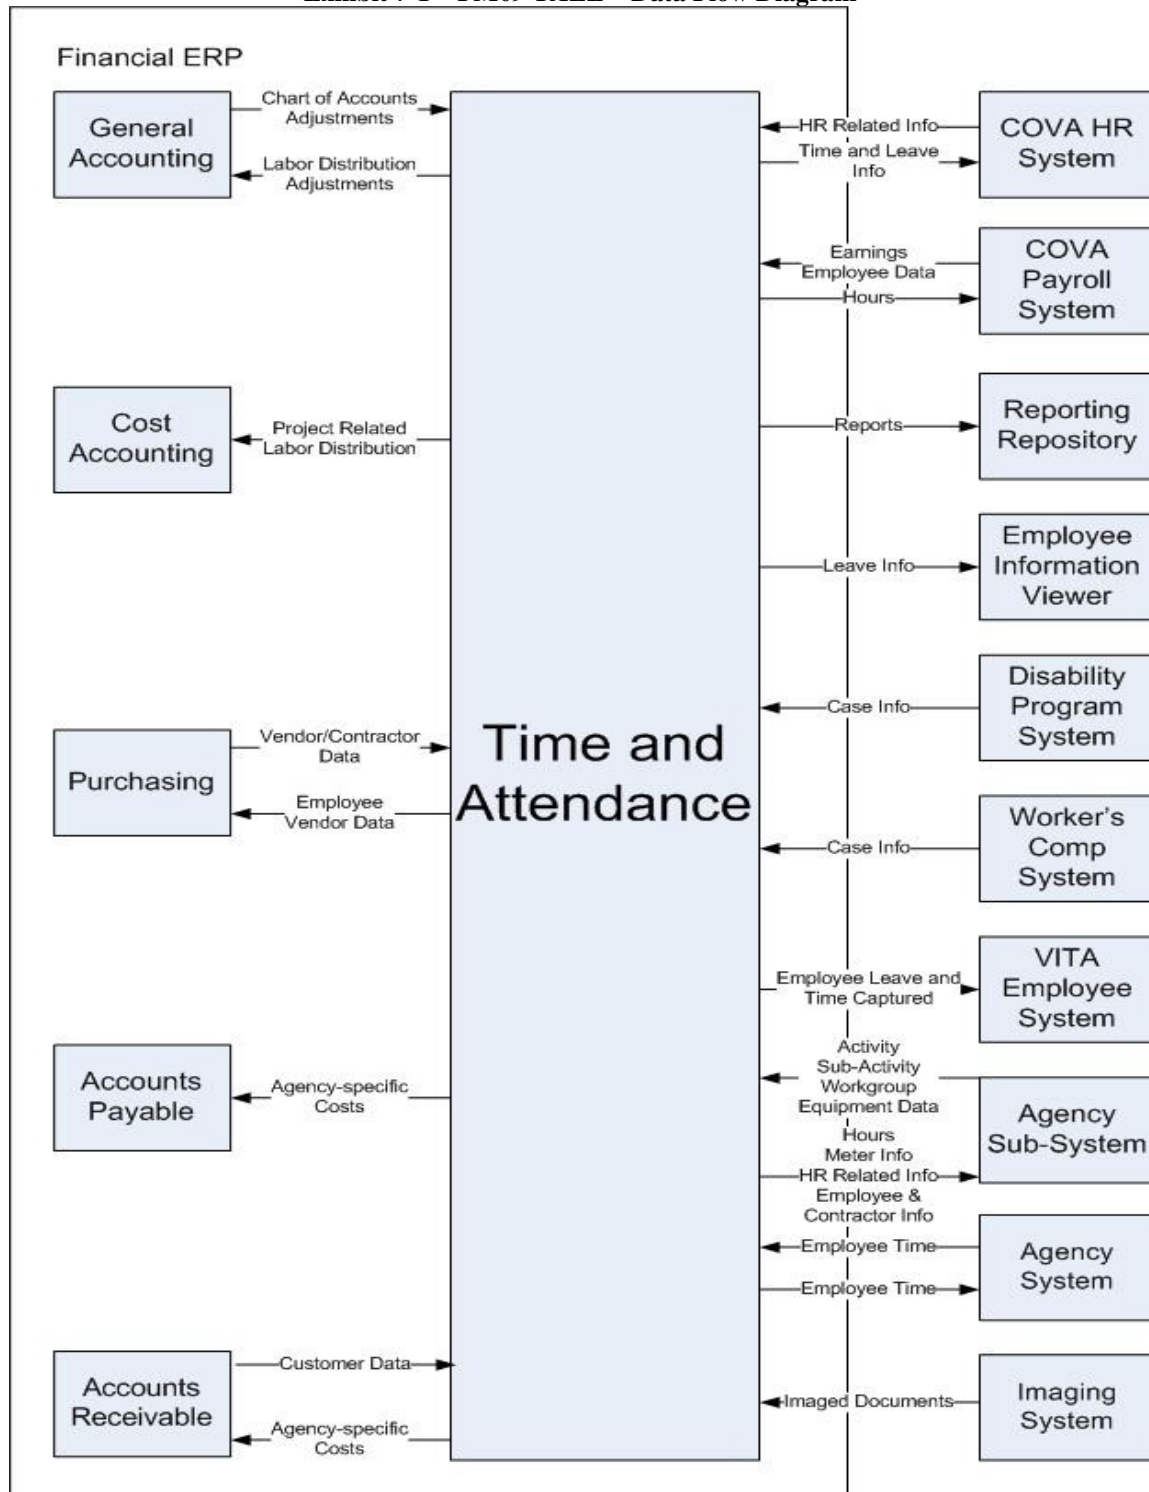 Financial ERP
General
Accounting
Chart of Accounts
Adjustments
Labor Distribution
Adjustments
HR Related Info
Time and Leave
Info
COVA HR
System
Earnings
Employee Data
Hours
COVA
Payroll
System
Cost
Accounting
Project Related
Labor Distribution
Reports
Reporting
Repository
Leave Info
Employee
Information
Viewer
Case Info
Disability
Program
System
Purchasing
Vendor/Contractor
Data
Employee
Vendor Data
Time and
Attendance
Case Info
Worker's
Comp
System
Employee Leave and
Time Captured
VITA
Employee
System
Accounts
Payable
Agency-specific
Costs
Activity
Sub-Activity
Workgroup
Equipment Data
Hours
Meter Info
HR Related Info
Employee &
Contractor Info
Agency
Sub-System
Employee Time
Employee Time
Agency
System
Accounts
Receivable
Customer Data
Agency-specific
Costs
Imaged Documents
Imaging
System